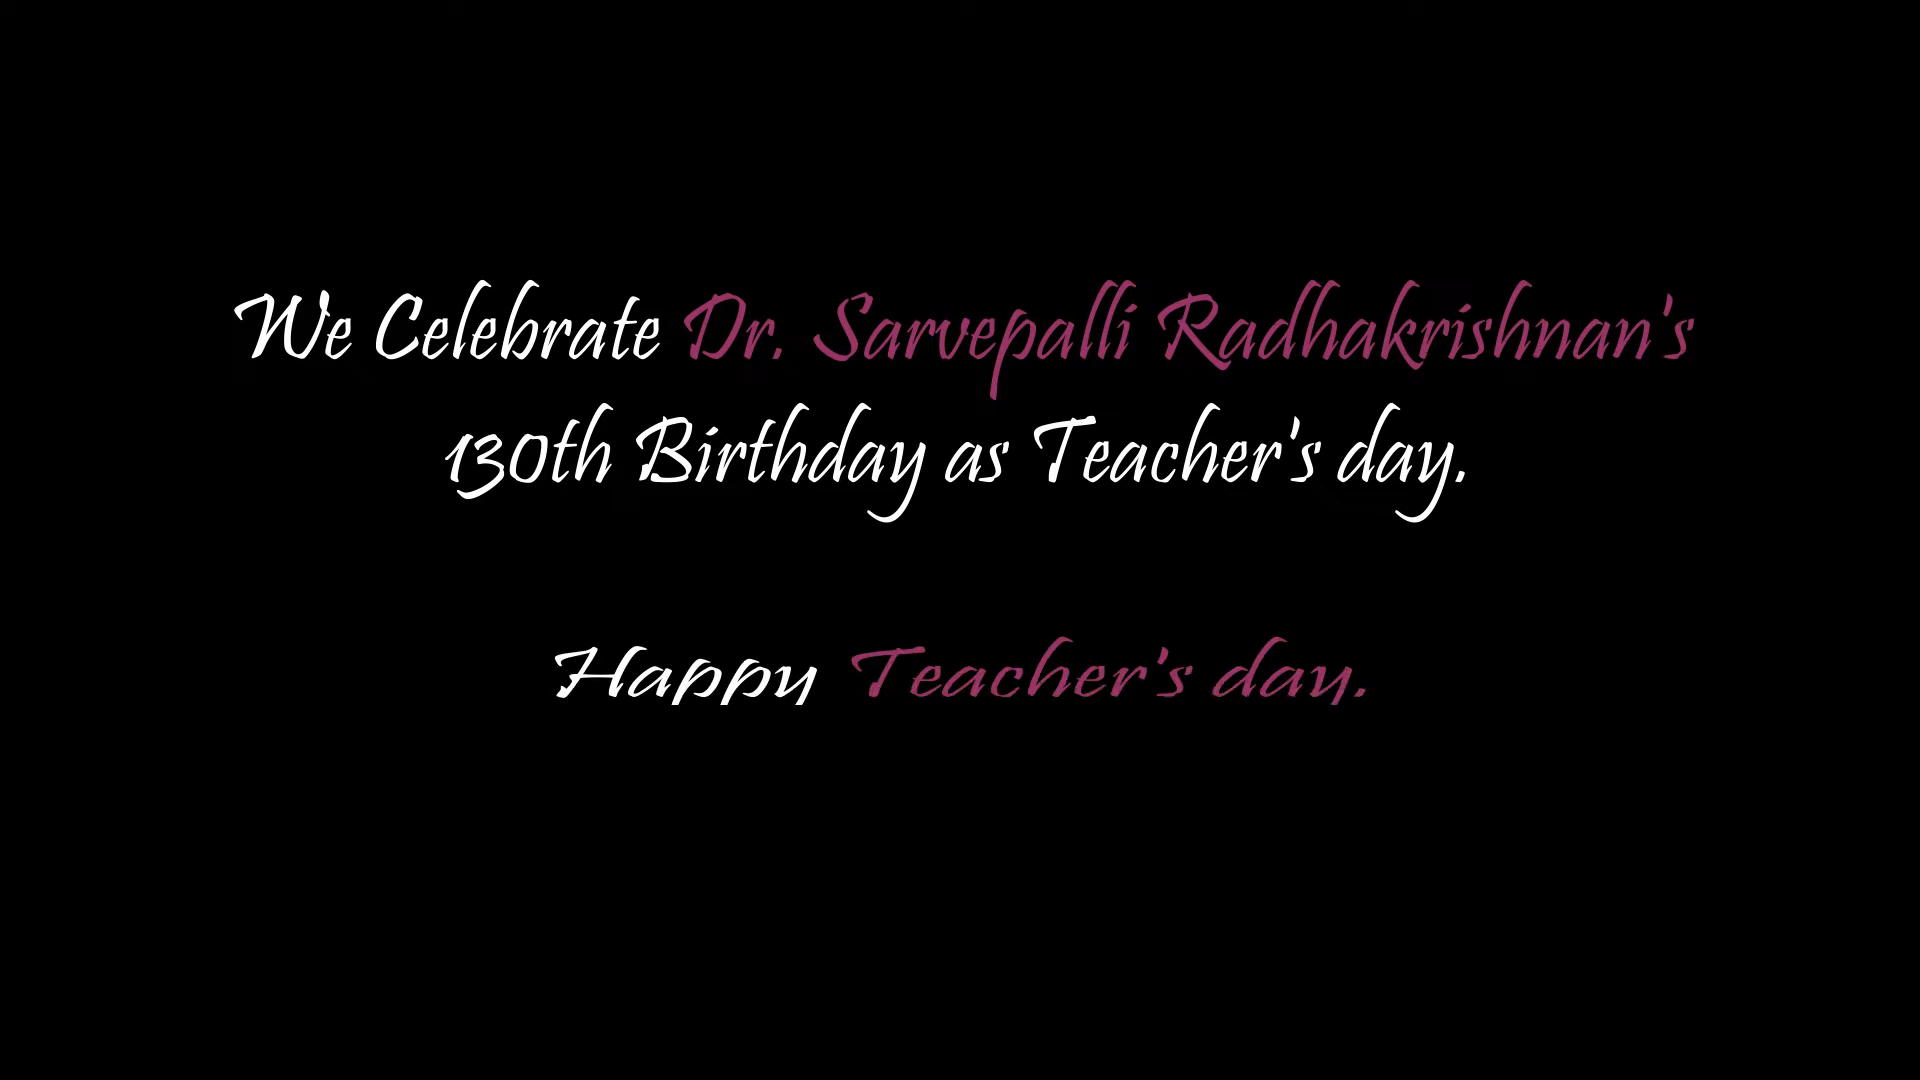 We Celebrate Dr. Sarvepalli Radhakrishnan's
130th Birthday as Teacher's day.
Happy Teacher's day.